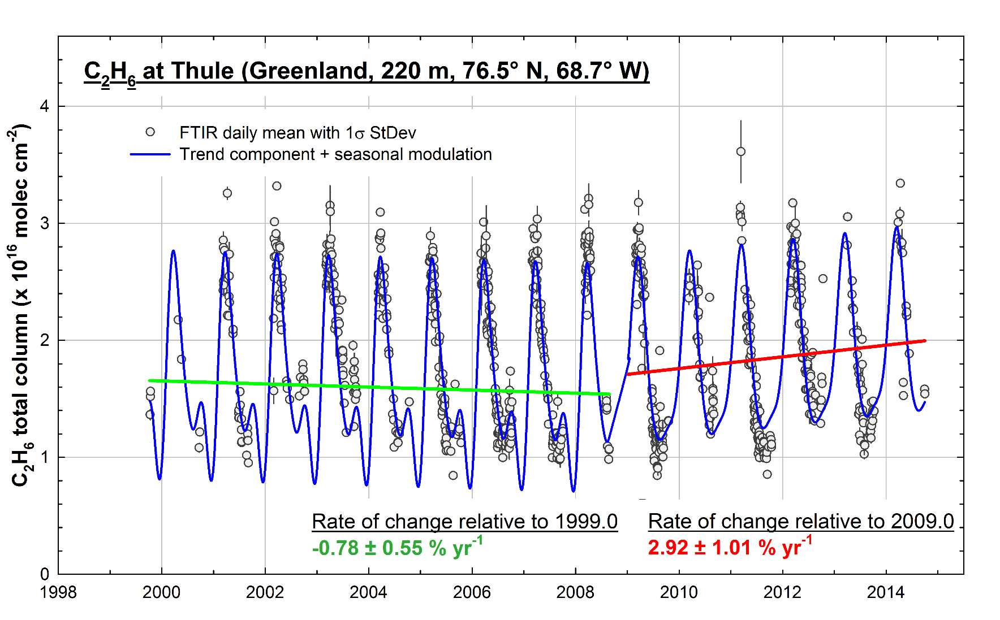 C₂H₆ at Thule (Greenland, 220 m, 76.5° N, 68.7° W)
FTIR daily mean with 1σ StDev
Trend component + seasonal modulation
C₂H₆ total column (x 10¹⁶ molec cm⁻²)
4
3
2
1
0
Rate of change relative to 1999.0
-0.78 ± 0.55 % yr⁻¹
Rate of change relative to 2009.0
2.92 ± 1.01 % yr⁻¹
1998 2000 2002 2004 2006 2008 2010 2012 2014